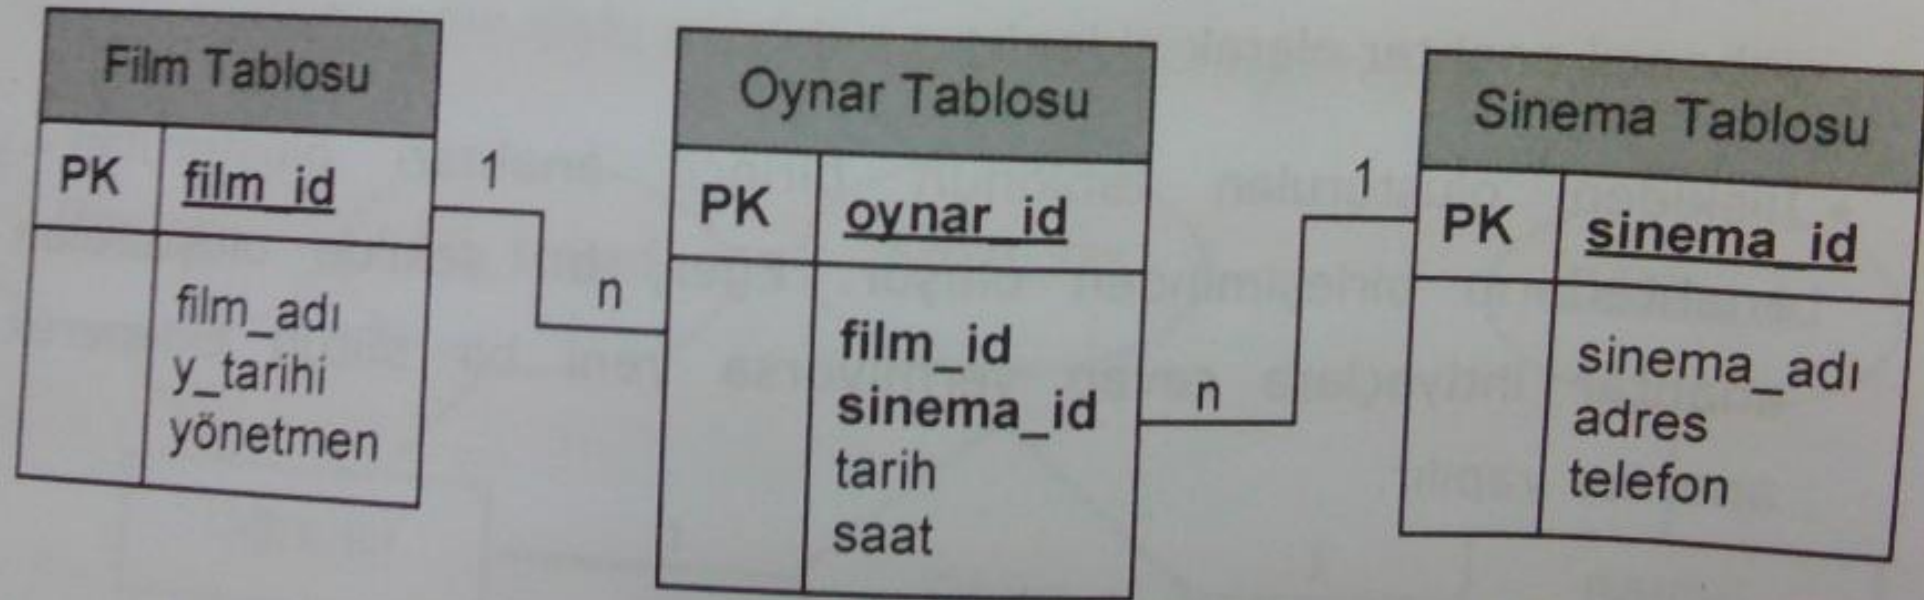 Film Tablosu
PK film_id
film_adı
y_tarihi
yönetmen
1
n
Oynar Tablosu
PK oynar_id
film_id
sinema_id
tarih
saat
1
n
Sinema Tablosu
PK sinema_id
sinema_adı
adres
telefon